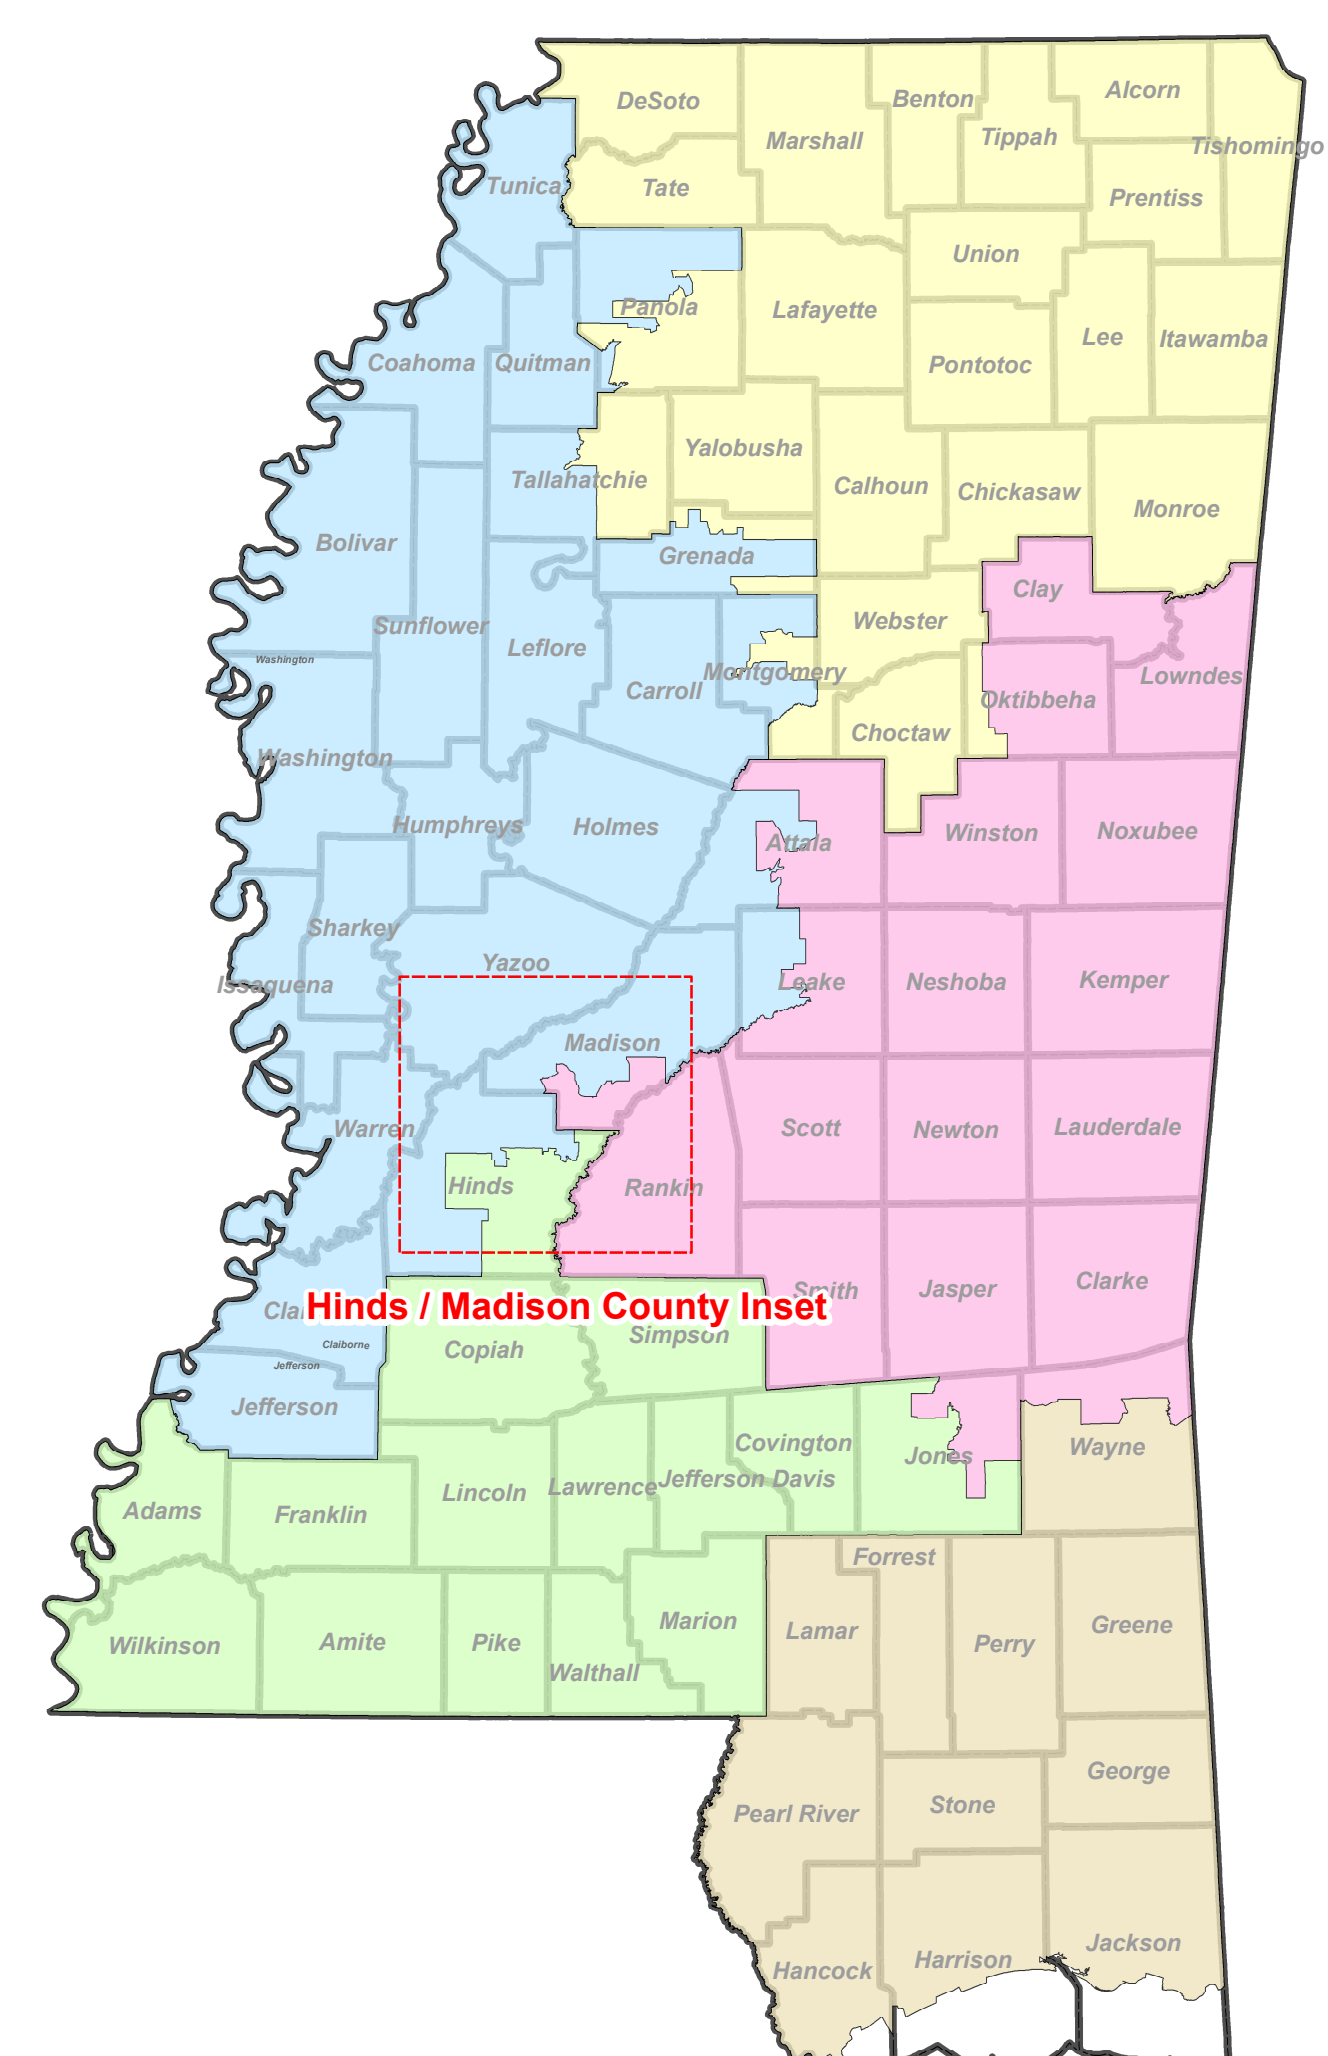 DeSoto
Benton
Alcorn
Marshall
Tippah
Tishomingo
Tunica
Tate
Prentiss
Union
Panola
Lafayette
Lee
Itawamba
Coahoma
Quitman
Pontotoc
Yalobusha
Tallahatchie
Calhoun
Chickasaw
Monroe
Bolivar
Grenada
Clay
Sunflower
Webster
Leflore
Washington
Montgomery
Lowndes
Carroll
Oktibbeha
Choctaw
Washington
Humphreys
Holmes
Attala
Winston
Noxubee
Sharkey
Yazoo
Issaquena
Leake
Neshoba
Kemper
Madison
Warren
Scott
Newton
Lauderdale
Hinds
Rankin
Smith
Jasper
Clarke
Hinds / Madison County Inset
Simpson
Claiborne
Copiah
Jefferson
Jefferson
Covington
Wayne
Jones
Jefferson Davis
Lawrence
Lincoln
Adams
Franklin
Forrest
Marion
Lamar
Greene
Wilkinson
Amite
Pike
Perry
Walthall
George
Stone
Pearl River
Jackson
Harrison
Hancock